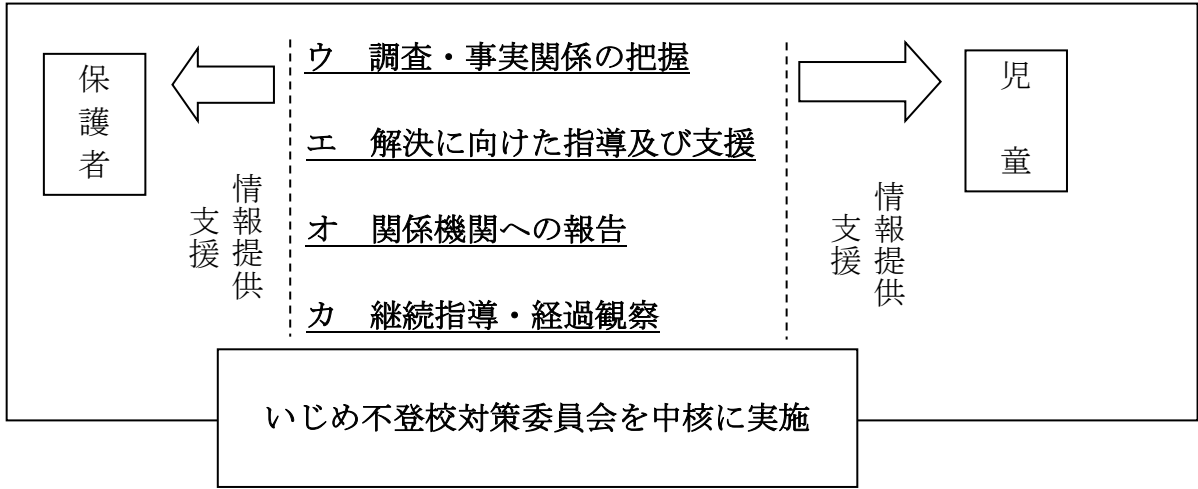 保護者
情報提供
支援
ウ 調査・事実関係の把握
エ 解決に向けた指導及び支援
オ 関係機関への報告
カ 継続指導・経過観察
児童
情報提供
支援
いじめ不登校対策委員会を中核に実施